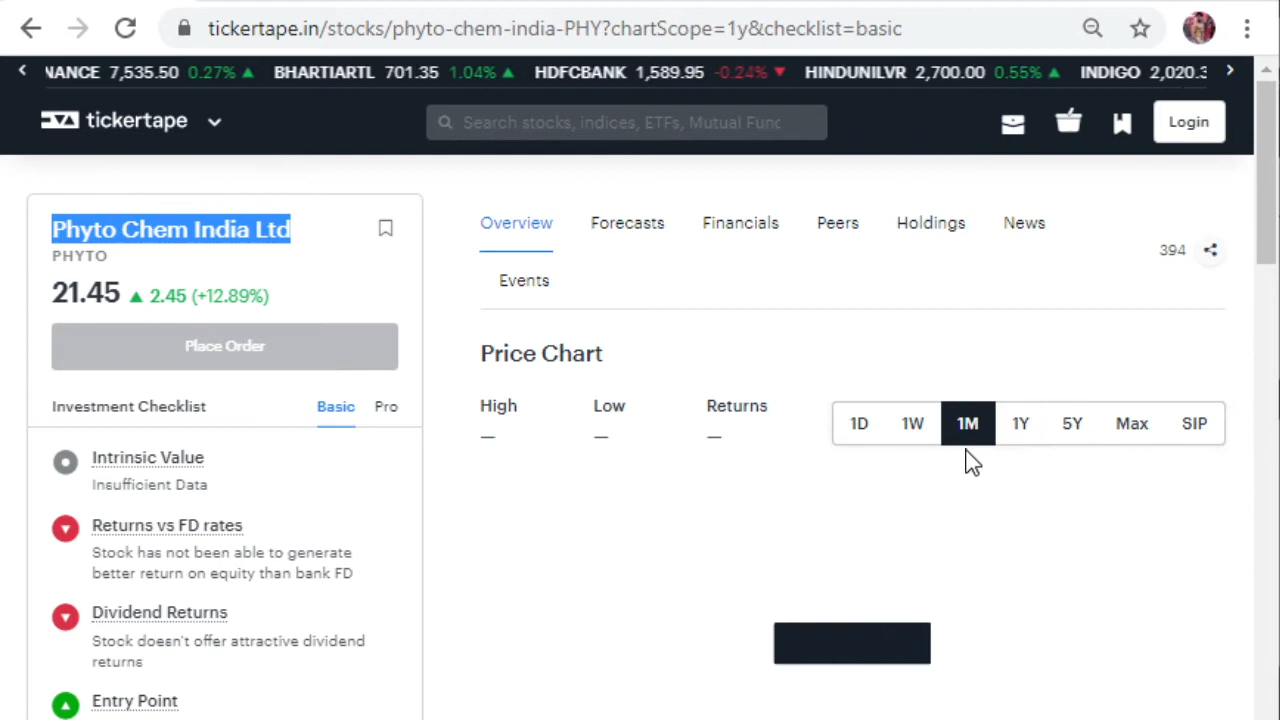 tickertape.in/stocks/phyto-chem-india-PHY?chartScope=1y&checklist=basic
NANCE 7,535.50 0.27% ▲ BHARTIARTL 701.35 1.04% ▲ HDFCBANK 1,589.95 -0.24% ▼ HINDUNILVR 2,700.00 0.55% ▲ INDIGO 2,020.3
tickertape
Search stocks, indices, ETFs, Mutual Func
Login
Phyto Chem India Ltd
PHYTO
21.45 ▲ 2.45 (+12.89%)
Place Order
Investment Checklist Basic Pro
Intrinsic Value
Insufficient Data
Returns vs FD rates
Stock has not been able to generate
better return on equity than bank FD
Dividend Returns
Stock doesn't offer attractive dividend
returns
Entry Point
Overview Forecasts Financials Peers Holdings News
Events
394
Price Chart
High Low Returns
— — —
1D 1W 1M 1Y 5Y Max SIP